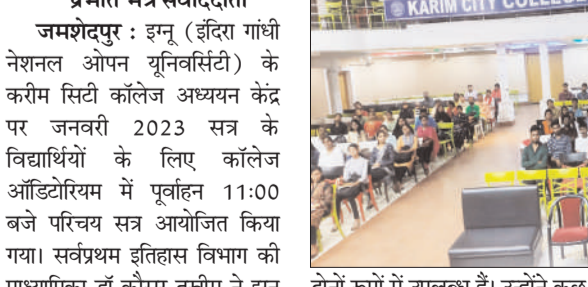 जमशेदपुर : इग्नू (इंदिरा गांधी
नेशनल ओपन यूनिवर्सिटी) के
करीम सिटी कॉलेज अध्ययन केंद्र
पर जनवरी 2023 सत्र के
विद्यार्थियों के लिए कॉलेज
ऑडिटोरियम में पूर्वाहन 11:00
बजे परिचय सत्र आयोजित किया
गया। सर्वप्रथम इतिहास विभाग की
KARIM CITY COLLEGE